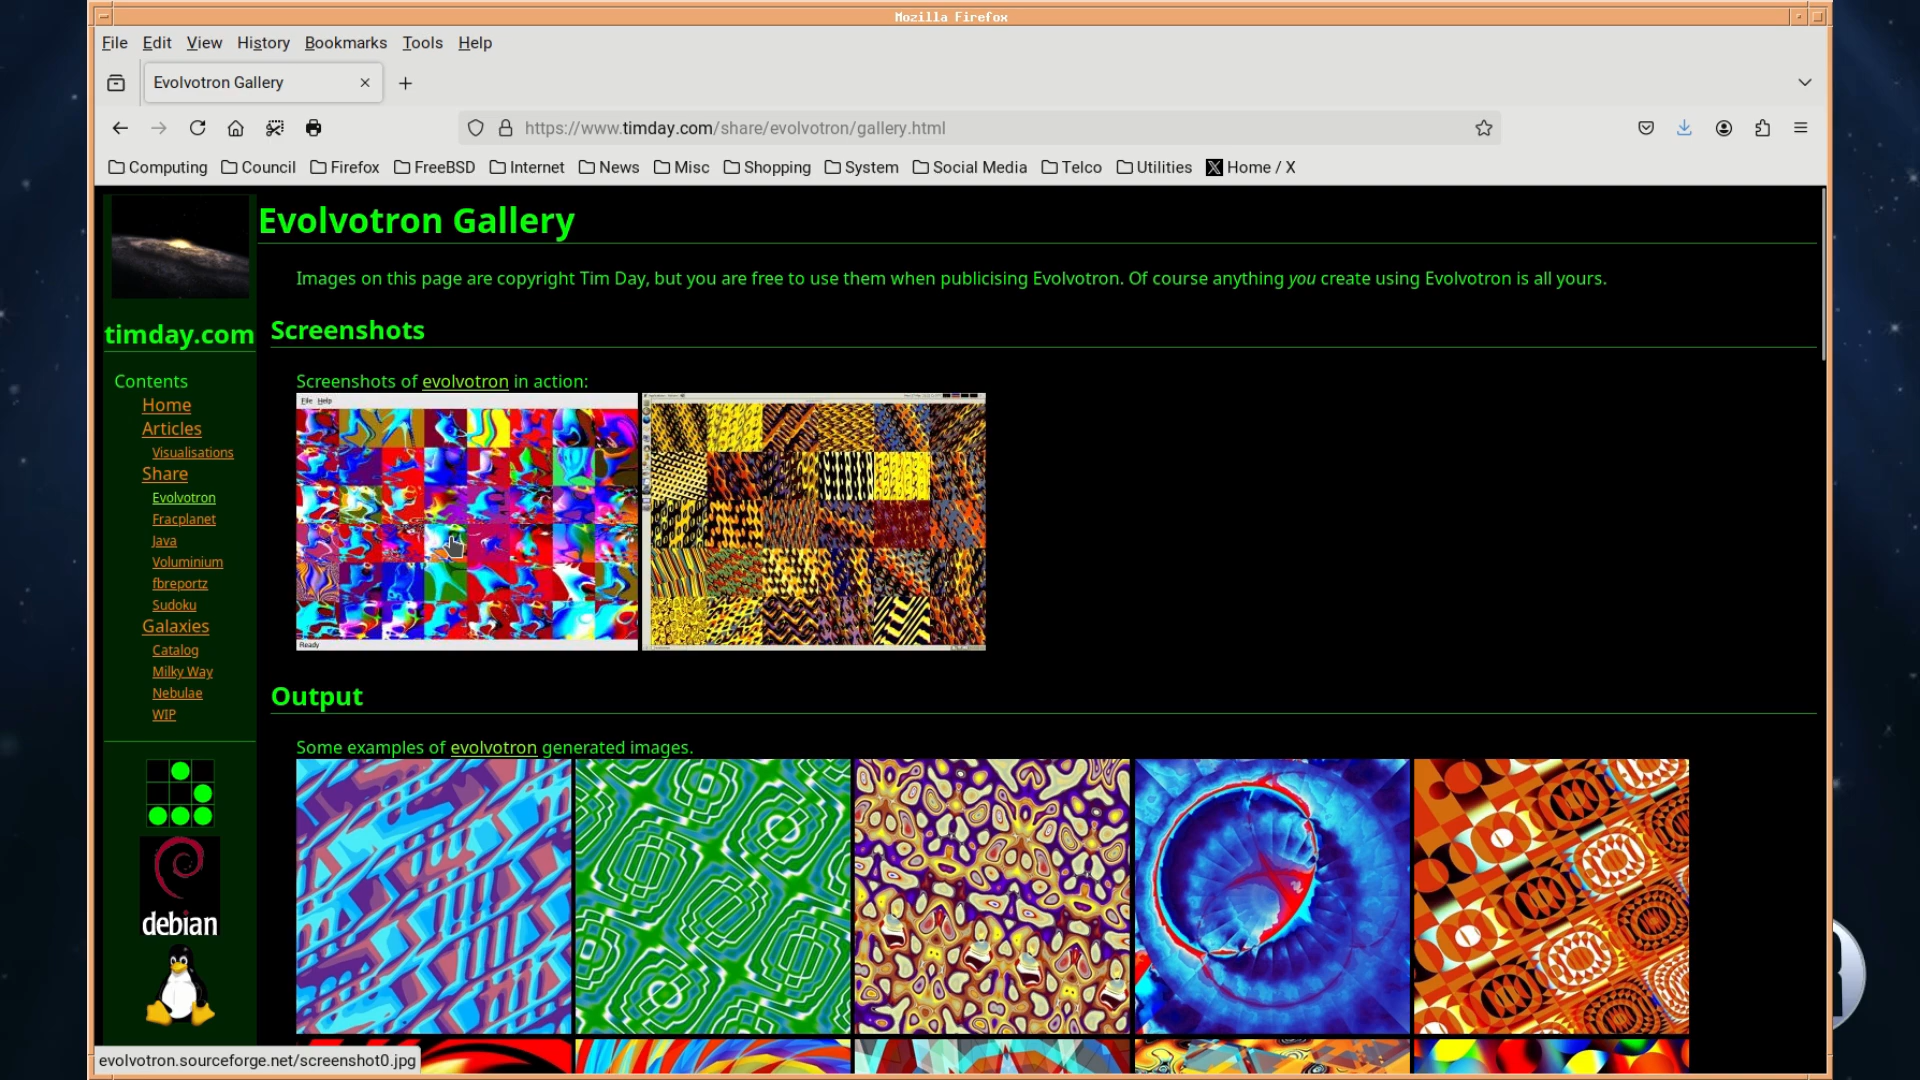 Mozilla Firefox
File Edit View History Bookmarks Tools Help
Evolvotron Gallery
https://www.timday.com/share/evolvotron/gallery.html
Computing Council Firefox FreeBSD Internet News Misc Shopping System Social Media Telco Utilities Home / X
Evolvotron Gallery
Images on this page are copyright Tim Day, but you are free to use them when publicising Evolvotron. Of course anything you create using Evolvotron is all yours.
timday.com
Contents
Home
Articles
Visualisations
Share
Evolvotron
Fracplanet
Java
Voluminium
fbreportz
Sudoku
Galaxies
Catalog
Milky Way
Nebulae
WIP
debian
Screenshots
Screenshots of evolvotron in action:
File Help
Ready
Output
Some examples of evolvotron generated images.
evolvotron.sourceforge.net/screenshot0.jpg